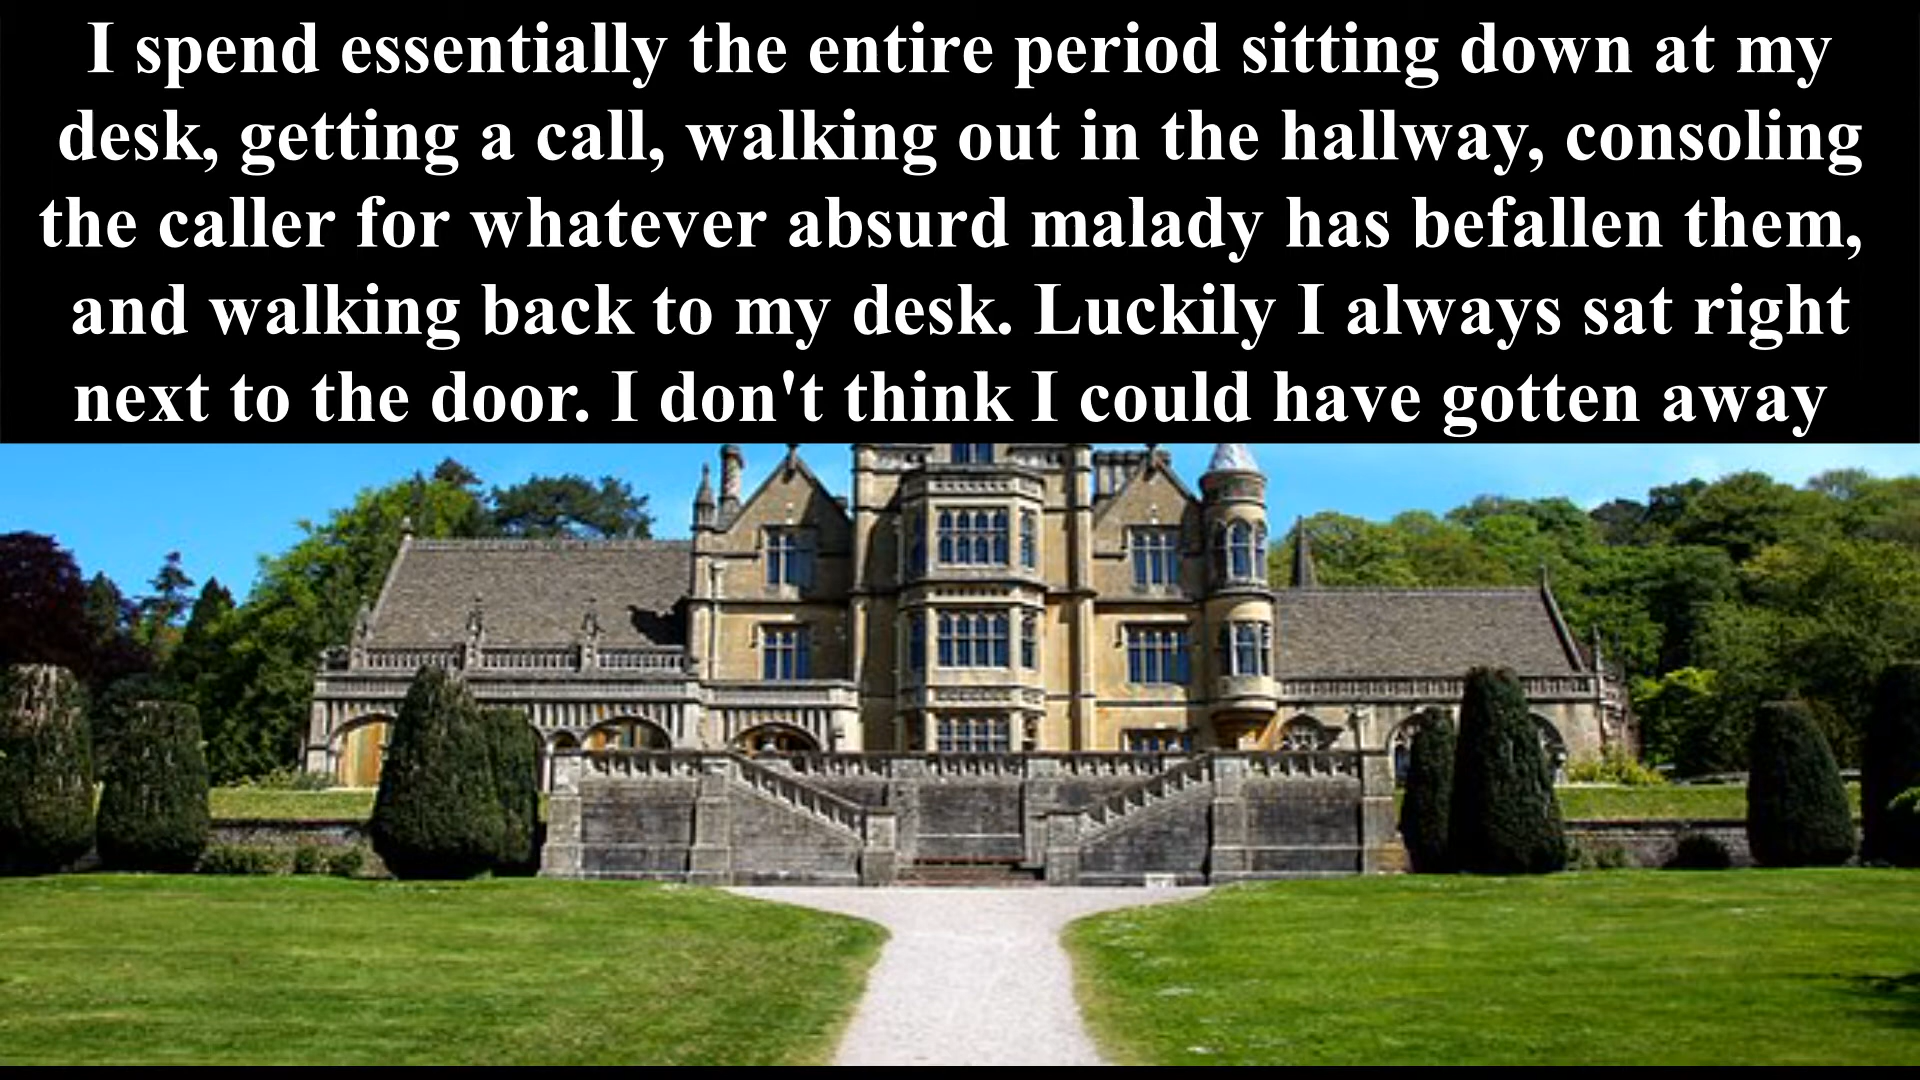 I spend essentially the entire period sitting down at my
desk, getting a call, walking out in the hallway, consoling
the caller for whatever absurd malady has befallen them,
and walking back to my desk. Luckily I always sat right
next to the door. I don't think I could have gotten away